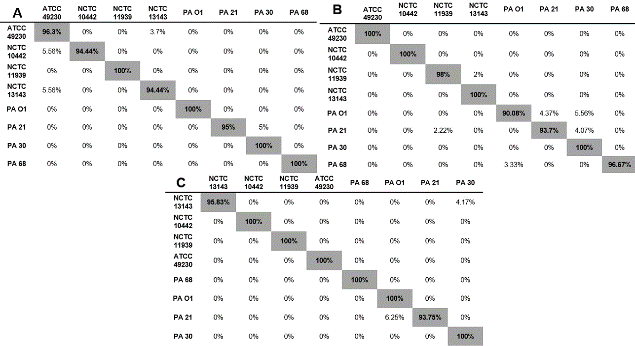 A ATCC 49230 NCTC 10442 NCTC 11939 NCTC 13143 PA O1 PA 21 PA 30 PA 68
ATCC 49230 96.3% 0% 0% 3.7% 0% 0% 0% 0%
NCTC 10442 5.56% 94.44% 0% 0% 0% 0% 0% 0%
NCTC 11939 0% 0% 100% 0% 0% 0% 0% 0%
NCTC 13143 5.56% 0% 0% 94.44% 0% 0% 0% 0%
PA O1 0% 0% 0% 0% 100% 0% 0% 0%
PA 21 0% 0% 0% 0% 0% 95% 5% 0%
PA 30 0% 0% 0% 0% 0% 0% 100% 0%
PA 68 0% 0% 0% 0% 0% 0% 0% 100%
B ATCC 49230 NCTC 10442 NCTC 11939 NCTC 13143 PA O1 PA 21 PA 30 PA 68
ATCC 49230 100% 0% 0% 0% 0% 0% 0% 0%
NCTC 10442 0% 100% 0% 0% 0% 0% 0% 0%
NCTC 11939 0% 0% 98% 2% 0% 0% 0% 0%
NCTC 13143 0% 0% 0% 100% 0% 0% 0% 0%
PA O1 0% 0% 0% 0% 90.08% 4.37% 5.56% 0%
PA 21 0% 0% 2.22% 0% 0% 93.7% 4.07% 0%
PA 30 0% 0% 0% 0% 0% 0% 100% 0%
PA 68 0% 0% 0% 0% 3.33% 0% 0% 96.67%
C NCTC 13143 NCTC 10442 NCTC 11939 ATCC 49230 PA 68 PA O1 PA 21 PA 30
NCTC 13143 95.83% 0% 0% 0% 0% 0% 0% 4.17%
NCTC 10442 0% 100% 0% 0% 0% 0% 0% 0%
NCTC 11939 0% 0% 100% 0% 0% 0% 0% 0%
ATCC 49230 0% 0% 0% 100% 0% 0% 0% 0%
PA 68 0% 0% 0% 0% 100% 0% 0% 0%
PA O1 0% 0% 0% 0% 0% 100% 0% 0%
PA 21 0% 0% 0% 0% 0% 6.25% 93.75% 0%
PA 30 0% 0% 0% 0% 0% 0% 0% 100%